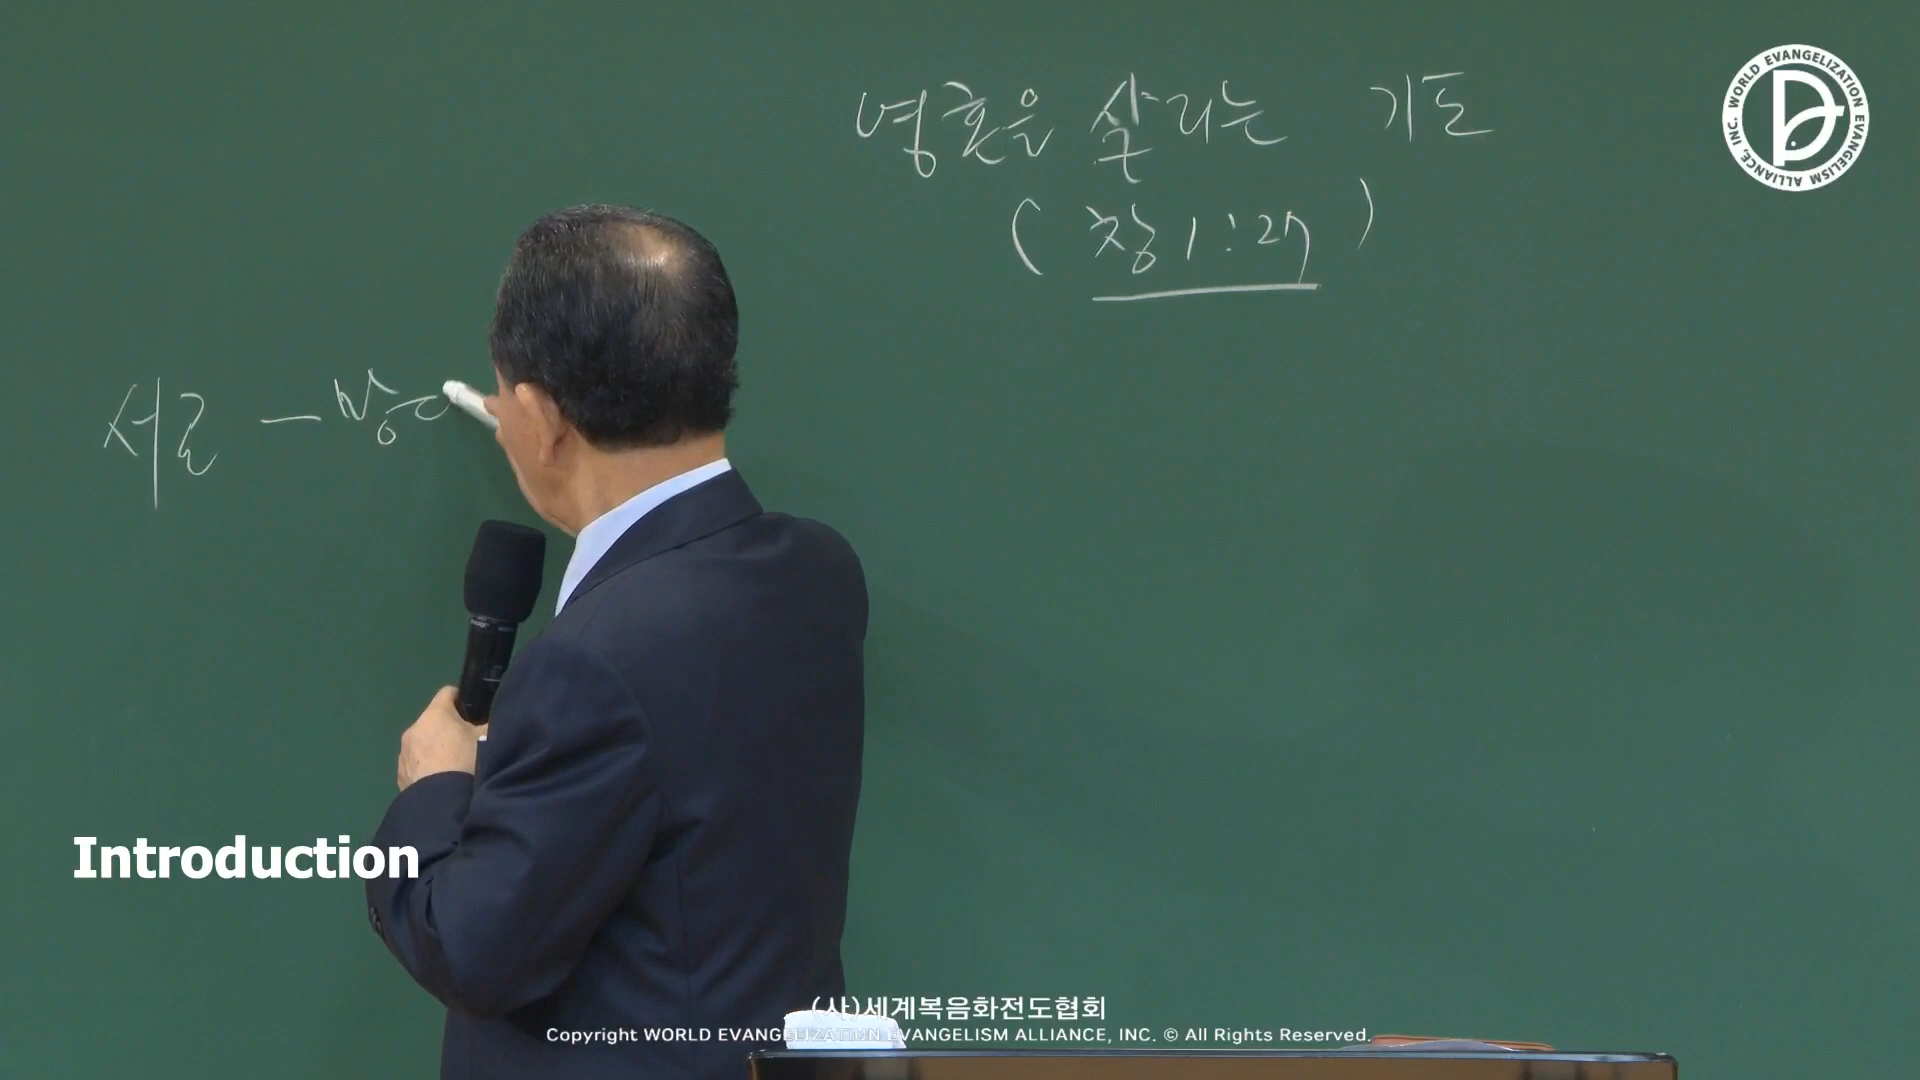 영혼을 살리는 기도
(창1:27)
서론 –
Introduction
(사)세계복음화전도협회
Copyright WORLD EVANGELIZATION EVANGELISM ALLIANCE, INC. © All Rights Reserved.
WORLD EVANGELIZATION EVANGELISM ALLIANCE, INC.